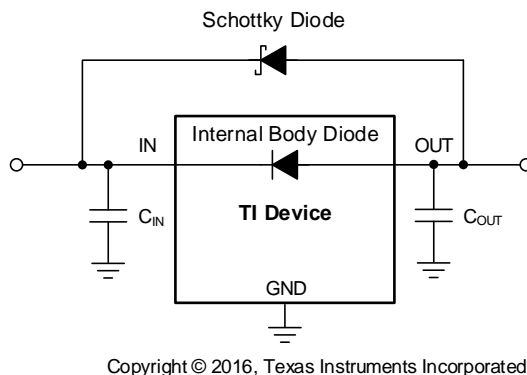 Schottky Diode
IN
Internal Body Diode
OUT
CIN
TI Device
COUT
GND
Copyright © 2016, Texas Instruments Incorporated